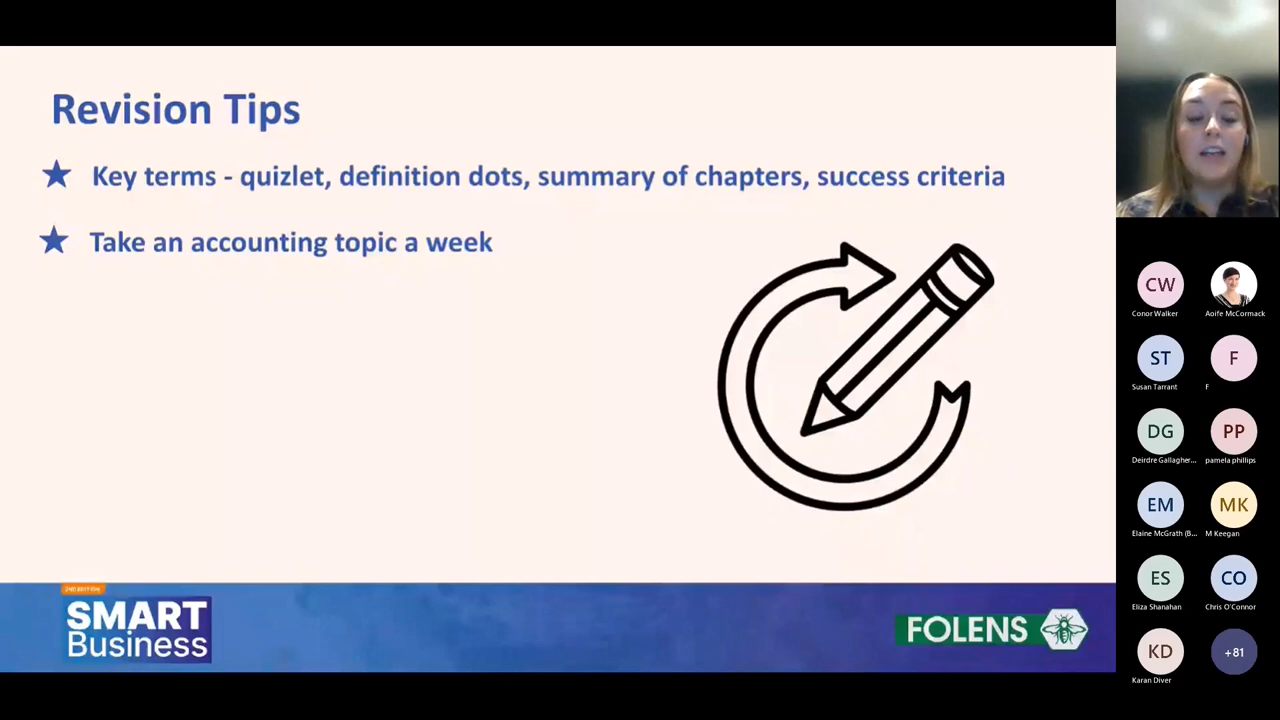 Revision Tips
★ Key terms - quizlet, definition dots, summary of chapters, success criteria
★ Take an accounting topic a week
2ND EDITION
SMART
Business
FOLENS
CW
Conor Walker
Aoife McCormack
ST
F
Susan Tarrant
F
DG
PP
Deirdre Gallagher...
pamela phillips
EM
MK
Elaine McGrath (B...
M Keegan
ES
CO
Eliza Shanahan
Chris O'Connor
KD
+81
Karan Diver